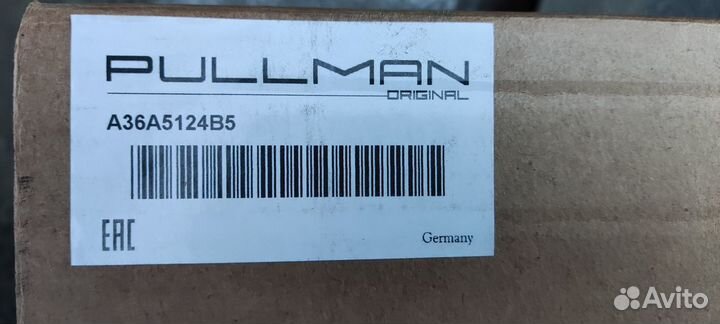 PULLMAN
ORIGINAL
A36A5124B5
EAC
Germany
Avito